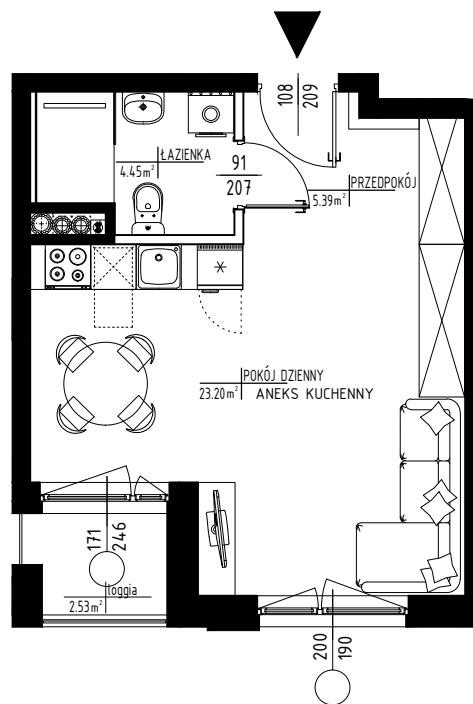 108
209
ŁAZIENKA
4.45m²
91
207
PRZEDPOKÓJ
5.39m²
POKÓJ DZIENNY
23.20m² ANEKS KUCHENNY
171
246
loggia
2.53m²
200
190